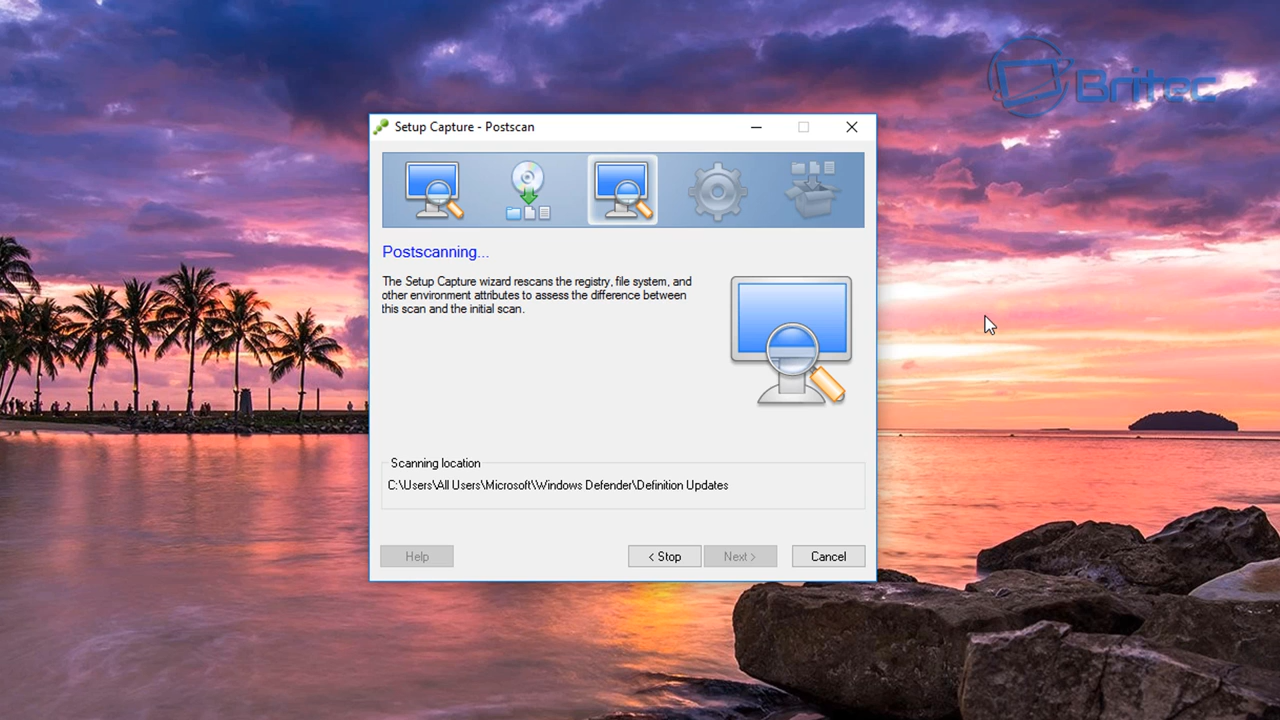 Britec
Setup Capture - Postscan
Postscanning...
The Setup Capture wizard rescans the registry, file system, and
other environment attributes to assess the difference between
this scan and the initial scan.
Scanning location
C:\Users\All Users\Microsoft\Windows Defender\Definition Updates
Help
< Stop
Next >
Cancel